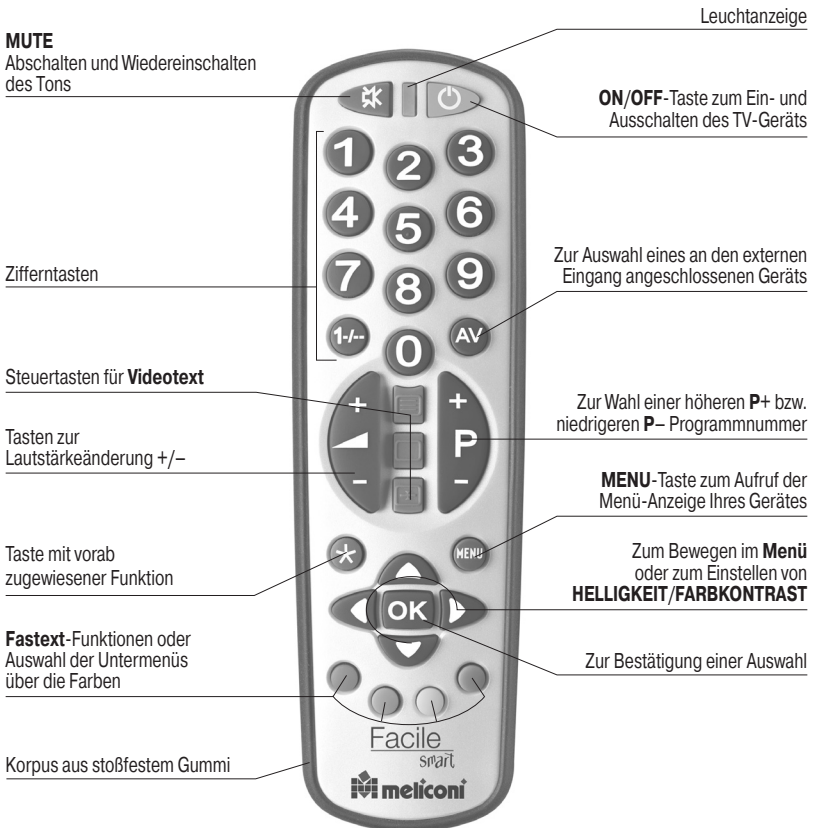 Leuchtanzeige
MUTE
Abschalten und Wiedereinschalten
des Tons
ON/OFF-Taste zum Ein- und
Ausschalten des TV-Geräts
1 2 3
4 5 6
7 8 9
1-/-- 0 AV
Zifferntasten
Zur Auswahl eines an den externen
Eingang angeschlossenen Geräts
Steuertasten für Videotext
+ +
P
– –
Tasten zur
Lautstärkeänderung +/–
Zur Wahl einer höheren P+ bzw.
niedrigeren P– Programmnummer
MENU-Taste zum Aufruf der
Menü-Anzeige Ihres Gerätes
MENU
Taste mit vorab
zugewiesener Funktion
Zum Bewegen im Menü
oder zum Einstellen von
HELLIGKEIT/FARBKONTRAST
OK
Fastext-Funktionen oder
Auswahl der Untermenüs
über die Farben
Zur Bestätigung einer Auswahl
Facile
smart
meliconi
Korpus aus stoßfestem Gummi